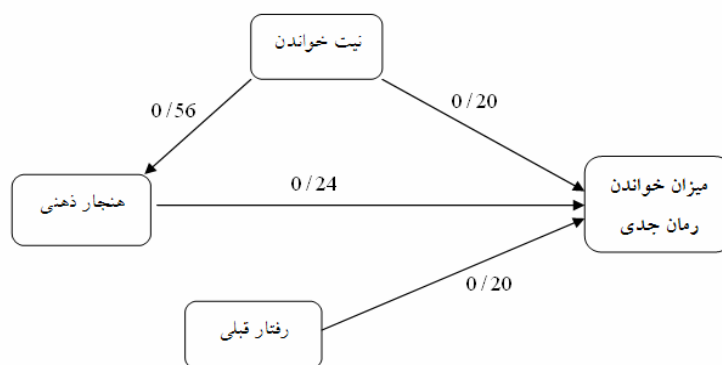 نیت خواندن
0/56
0/20
هنجار ذهنی
0/24
میزان خواندن
رمان جدی
0/20
رفتار قبلی